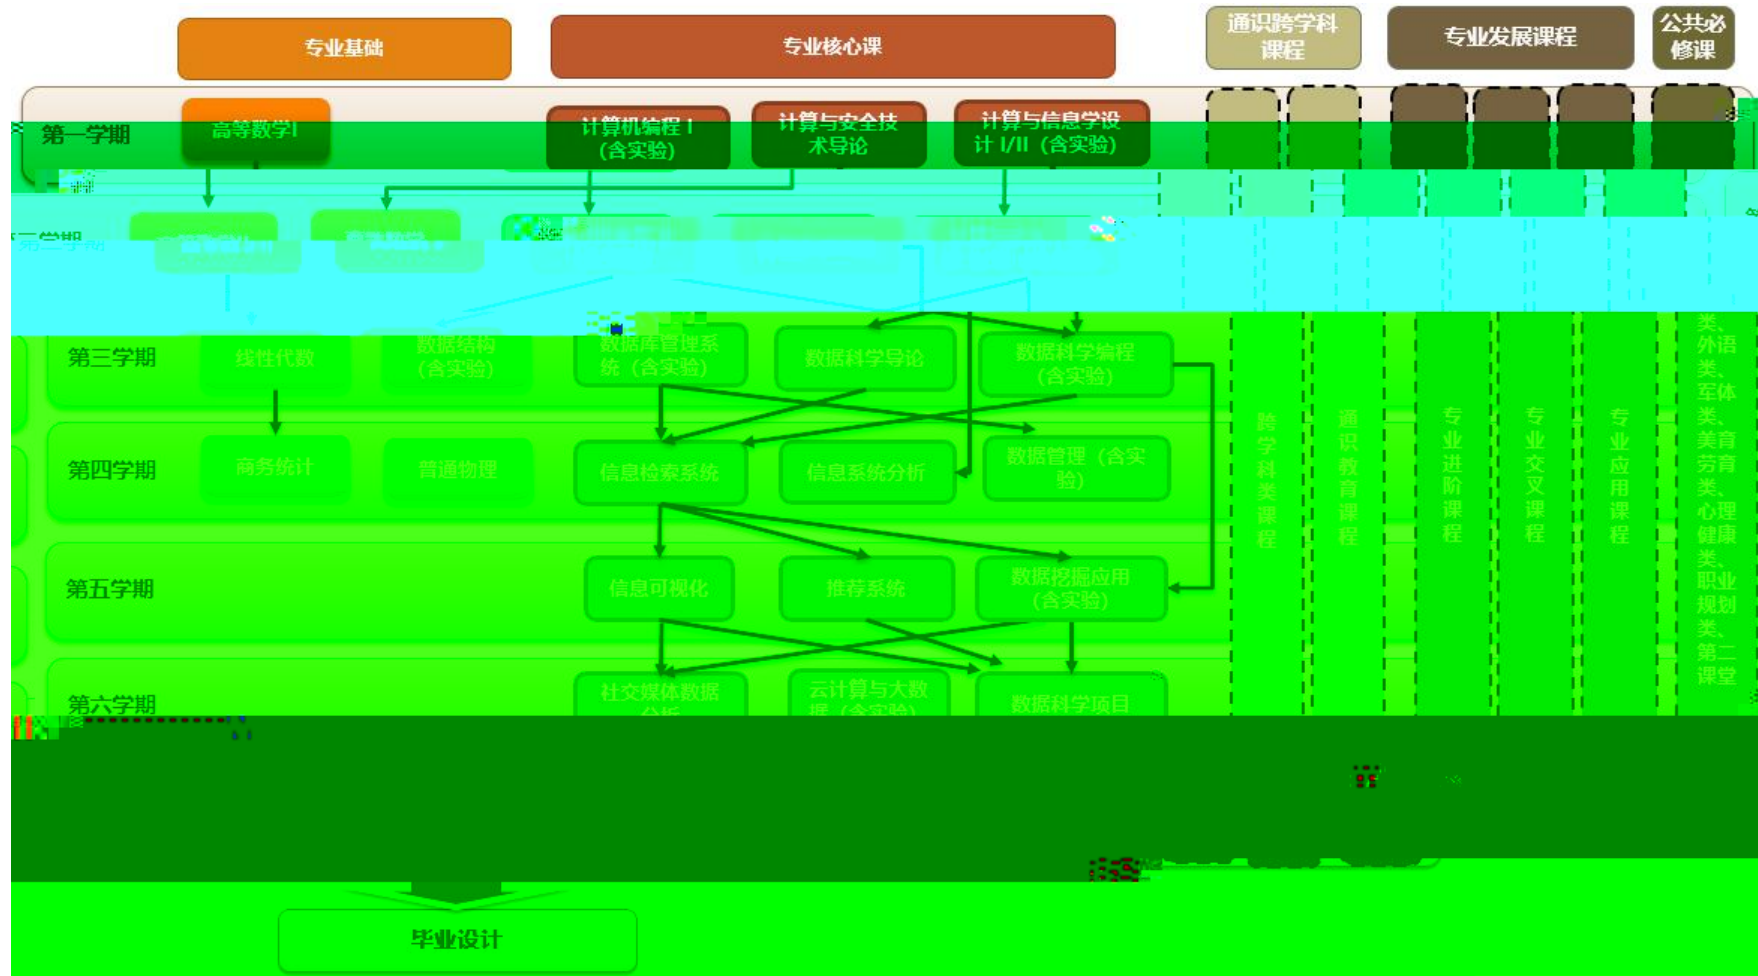 专业基础
专业核心课
通识跨学科
课程
专业发展课程
公共必
修课
第一学期
高等数学I
计算机编程 I
(含实验)
计算与安全技
术导论
计算与信息学设
计 I/II (含实验)
第三学期
线性代数
数据结构
(含实验)
数据库管理系
统 (含实验)
数据科学导论
数据科学编程
(含实验)
第四学期
商务统计
普通物理
信息检索系统
信息系统分析
数据管理 (含实
验)
第五学期
信息可视化
推荐系统
数据挖掘应用
(含实验)
第六学期
社交媒体数据
分析
云计算与大数
据 (含实验)
数据科学项目
跨学科类课程
通识教育课程
专业进阶课程
专业交叉课程
专业应用课程
类、
外语
类、
军体
类、
美育
劳育
类、
心理
健康
类、
职业
规划
类、
第二
课堂
毕业设计